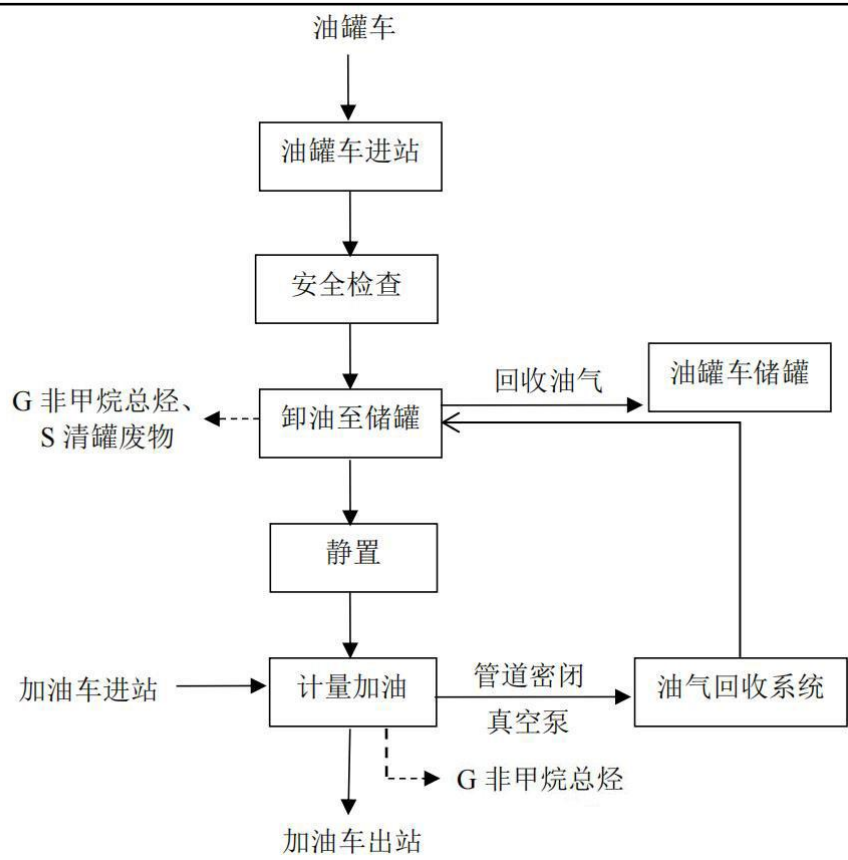 油罐车
油罐车进站
安全检查
回收油气
油罐车储罐
G 非甲烷总烃、
S 清罐废物
卸油至储罐
静置
加油车进站
计量加油
管道密闭
真空泵
油气回收系统
G 非甲烷总烃
加油车出站